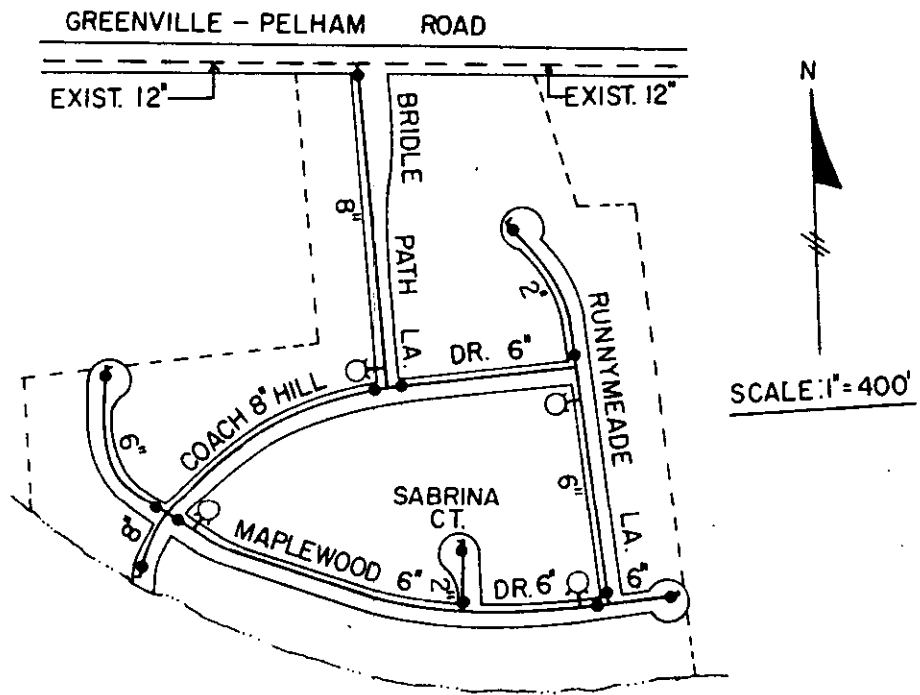 GREENVILLE - PELHAM ROAD
EXIST. 12"
EXIST. 12"
N
BRIDLE PATH LA.
8"
2"
RUNNYMEADE LA.
DR. 6"
SCALE: 1" = 400'
COACH 8" HILL
6"
6"
SABRINA
CT.
8"
MAPLEWOOD 6"
2"
DR. 6"
6"